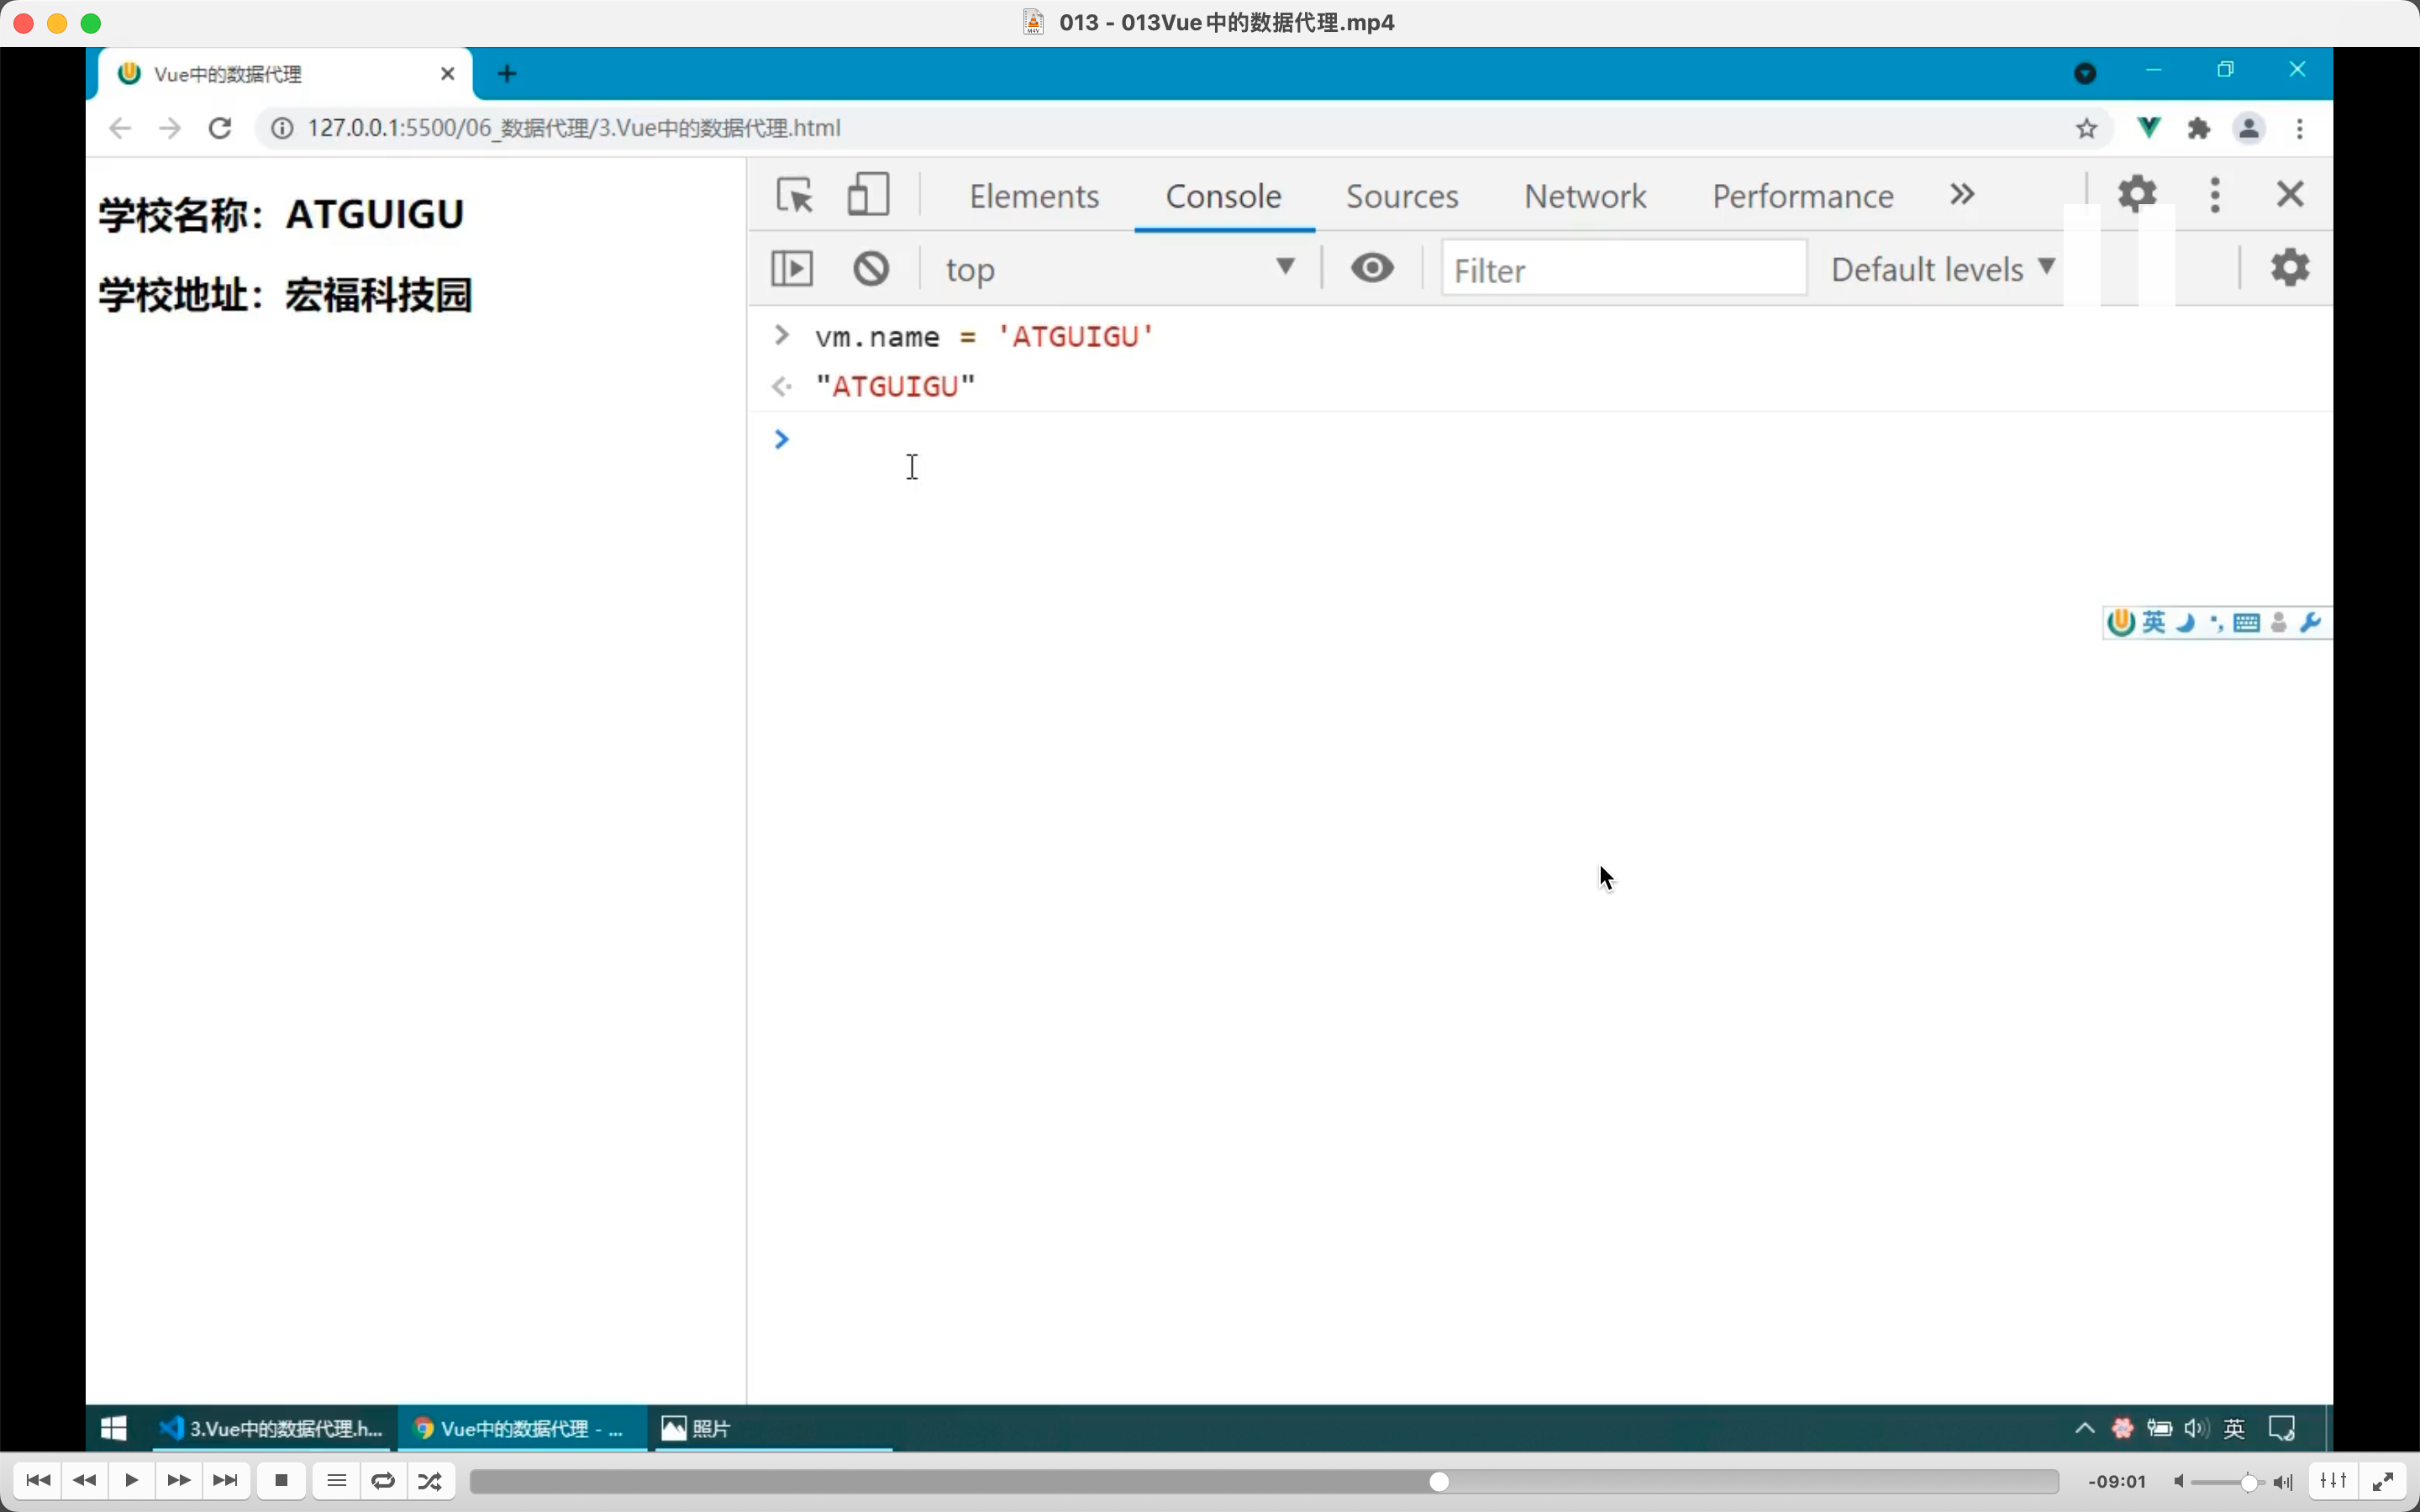 013 - 013Vue中的数据代理.mp4
Vue中的数据代理
127.0.0.1:5500/06_数据代理/3.Vue中的数据代理.html
学校名称：ATGUIGU
学校地址：宏福科技园
Elements Console Sources Network Performance
top Filter Default levels
> vm.name = 'ATGUIGU'
"ATGUIGU"
>
英
3.Vue中的数据代理.h... Vue中的数据代理 - ... 照片 英
-09:01